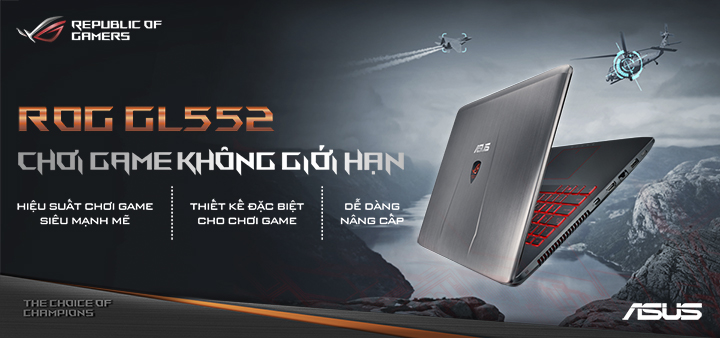 REPUBLIC OF
GAMERS
ROG GL552
CHƠI GAME KHÔNG GIỚI HẠN
HIỆU SUẤT CHƠI GAME
SIÊU MẠNH MẼ
THIẾT KẾ ĐẶC BIỆT
CHO CHƠI GAME
DỄ DÀNG
NÂNG CẤP
ASUS
THE CHOICE OF
CHAMPIONS
ASUS